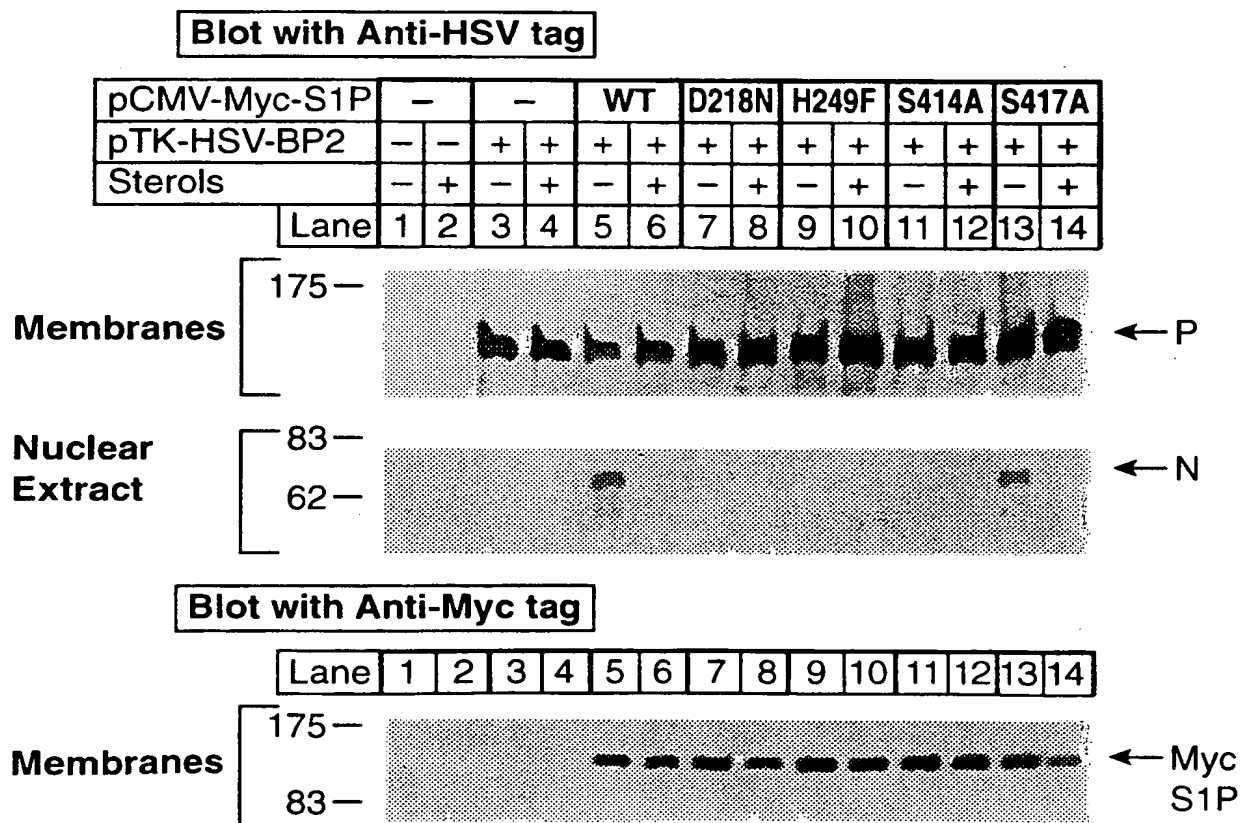 Blot with Anti-HSV tag
pCMV-Myc-S1P – – WT D218N H249F S414A S417A
pTK-HSV-BP2 – – + + + + + + + + + + + +
Sterols – + – + – + – + – + – + – +
Lane 1 2 3 4 5 6 7 8 9 10 11 12 13 14
175 –
Membranes
P
83 –
Nuclear Extract
N
62 –
Blot with Anti-Myc tag
Lane 1 2 3 4 5 6 7 8 9 10 11 12 13 14
175 –
Membranes
Myc S1P
83 –